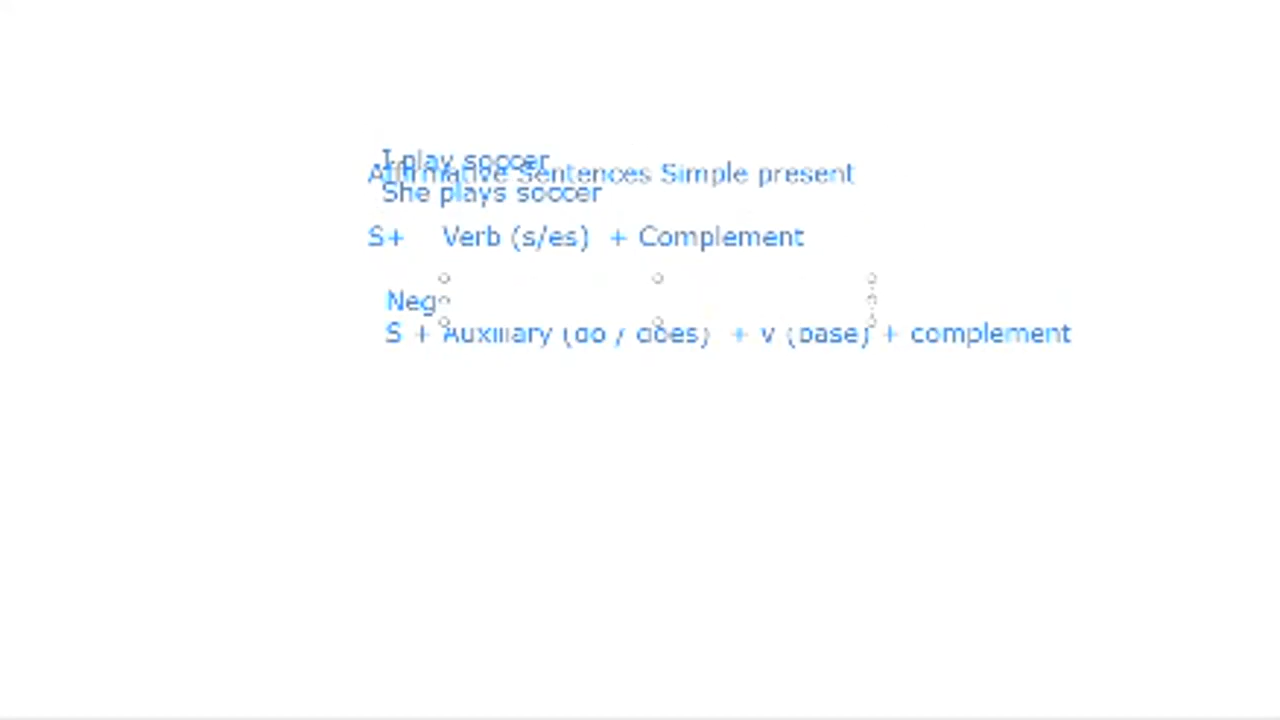 I play soccer
Affirmative Sentences Simple present
She plays soccer
S+ Verb (s/es) + Complement
Neg
S + Auxiliary (do / does) + v (base) + complement